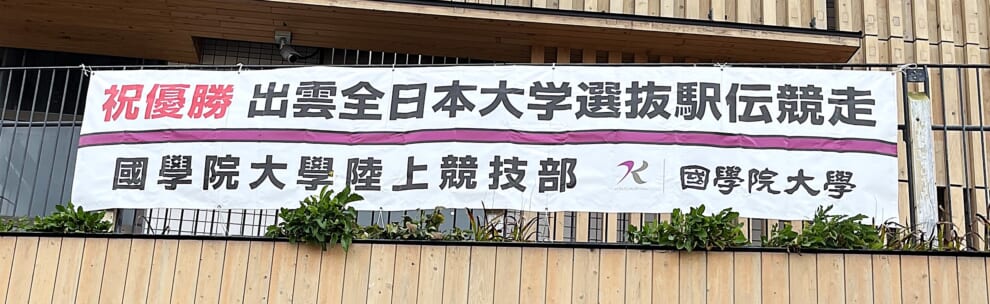 祝優勝 出雲全日本大学選抜駅伝競走
國學院大學陸上競技部 國學院大學